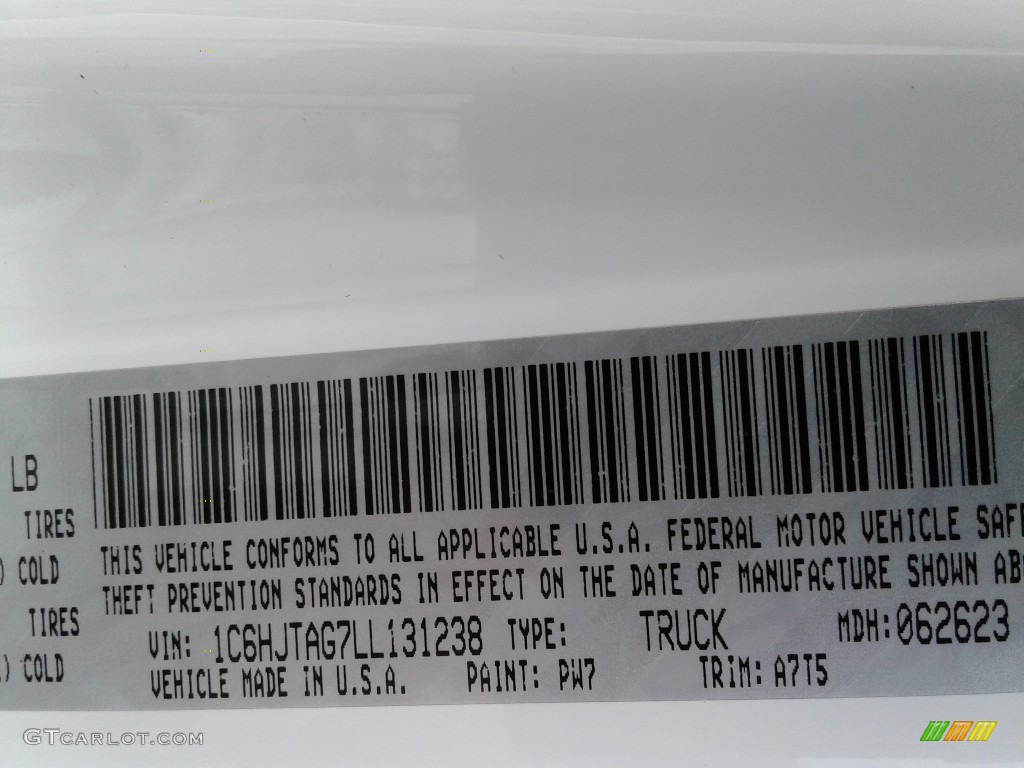 LB
TIRES
) COLD
TIRES
) COLD
THIS VEHICLE CONFORMS TO ALL APPLICABLE U.S.A. FEDERAL MOTOR VEHICLE SAF
THEFT PREVENTION STANDARDS IN EFFECT ON THE DATE OF MANUFACTURE SHOWN AB
VIN: 1C6HJTAG7LL131238 TYPE: TRUCK MDH:062623
VEHICLE MADE IN U.S.A. PAINT: PW7 TRIM: A7T5
GTCARLOT.COM